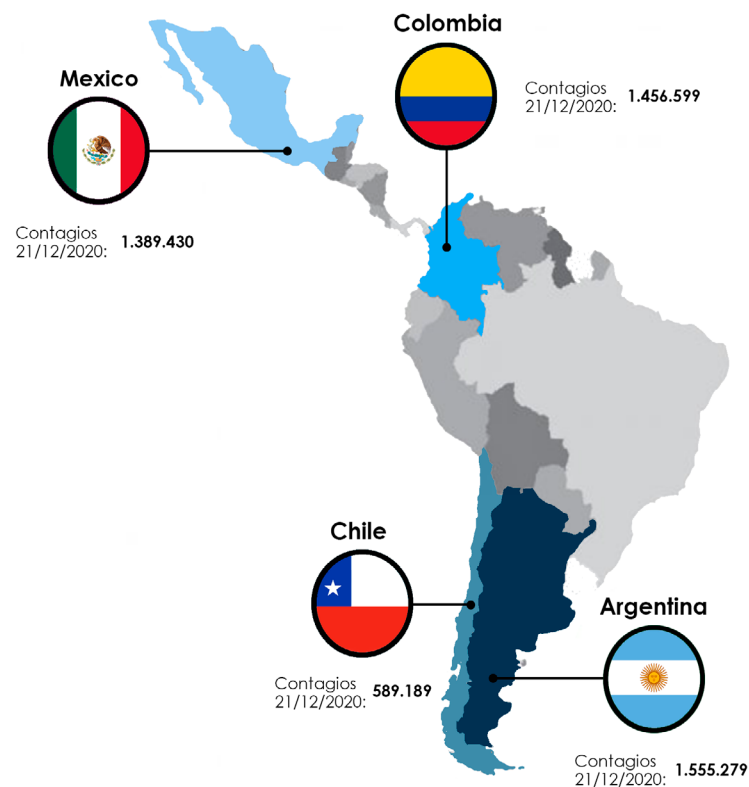 Colombia
Contagios
21/12/2020: 1.456.599
Mexico
Contagios
21/12/2020: 1.389.430
Chile
Contagios
21/12/2020: 589.189
Argentina
Contagios
21/12/2020: 1.555.279